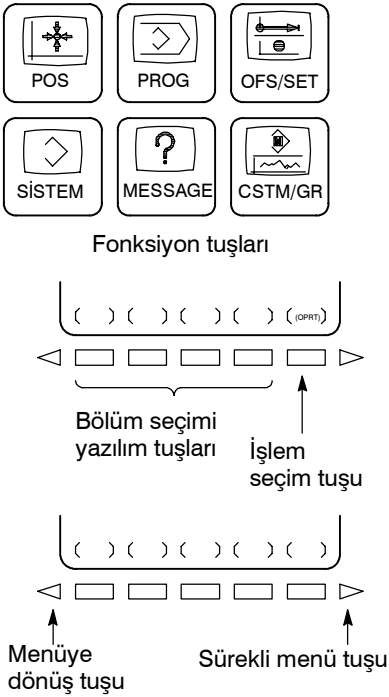 POS PROG OFS/SET
SİSTEM MESSAGE CSTM/GR
Fonksiyon tuşları
( ) ( ) ( ) ( ) ( (OPRT) )
Bölüm seçimi
yazılım tuşları
İşlem
seçim tuşu
( ) ( ) ( ) ( ) ( )
Menüye
dönüş tuşu
Sürekli menü tuşu